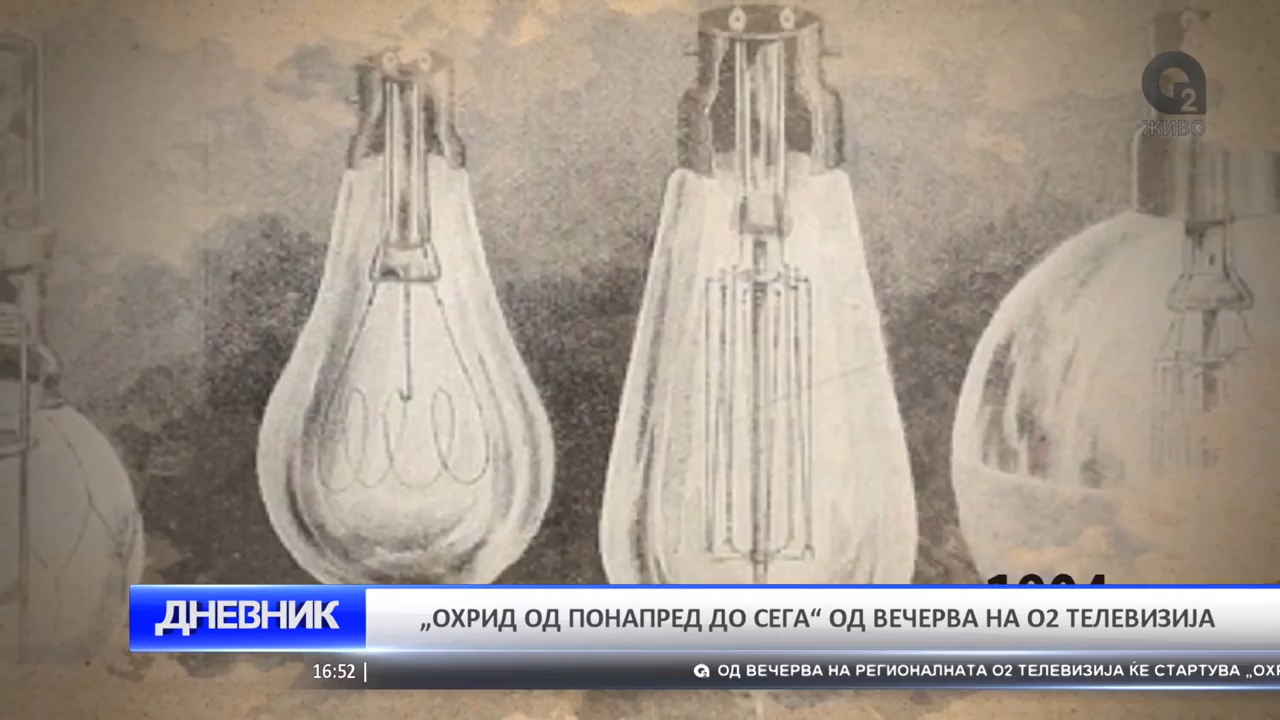 2
ЖИВО
ДНЕВНИК
„ОХРИД ОД ПОНАПРЕД ДО СЕГА“ ОД ВЕЧЕРВА НА О2 ТЕЛЕВИЗИЈА
16:52 |
ОД ВЕЧЕРВА НА РЕГИОНАЛНАТА О2 ТЕЛЕВИЗИЈА ЌЕ СТАРТУВА „ОХР